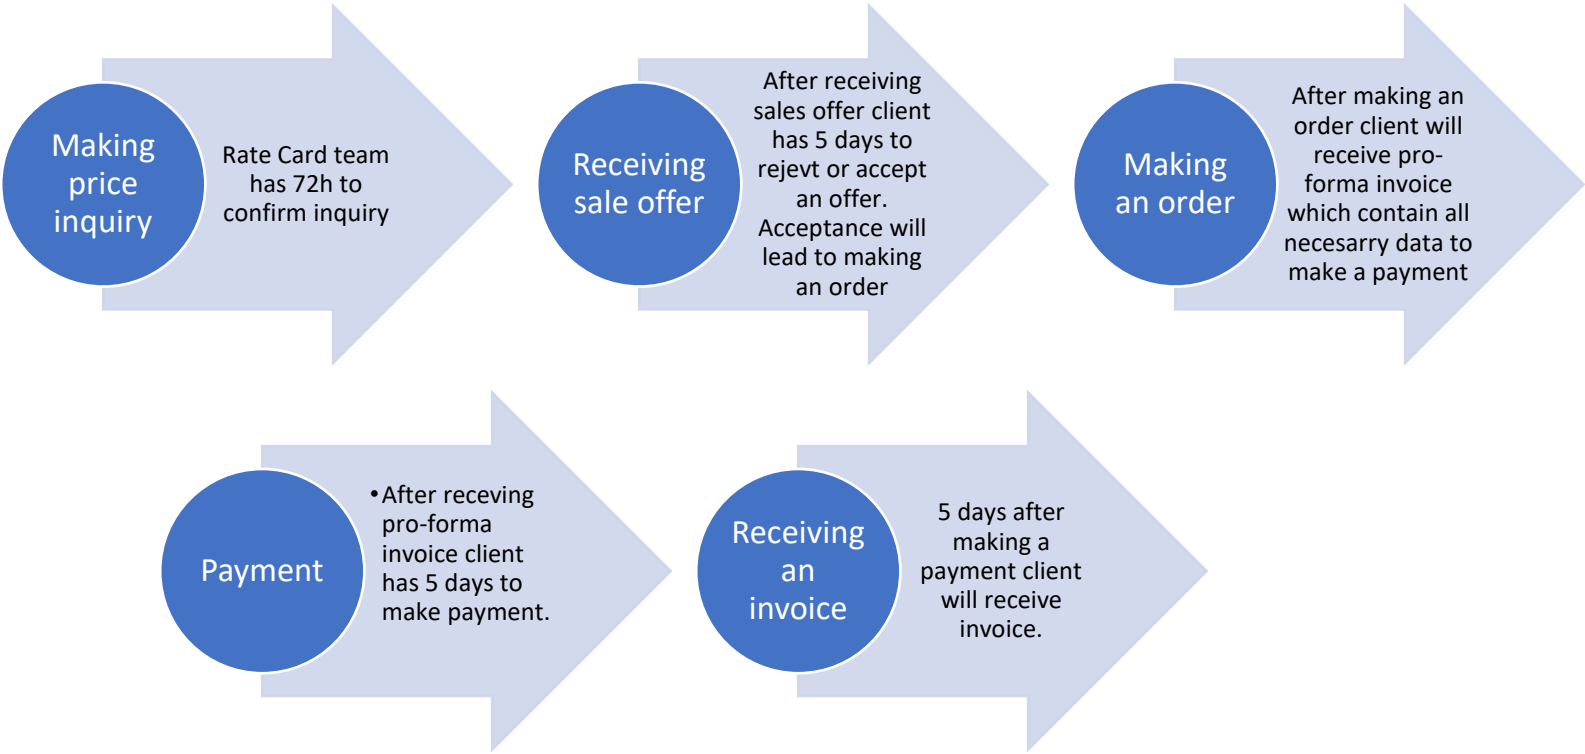 Making
price
inquiry
Rate Card team
has 72h to
confirm inquiry
Receiving
sale offer
After receiving
sales offer client
has 5 days to
rejevt or accept
an offer.
Acceptance will
lead to making
an order
Making
an order
After making an
order client will
receive pro-
forma invoice
which contain all
necesarry data to
make a payment
Payment
•After receving
pro-forma
invoice client
has 5 days to
make payment.
Receiving
an
invoice
5 days after
making a
payment client
will receive
invoice.